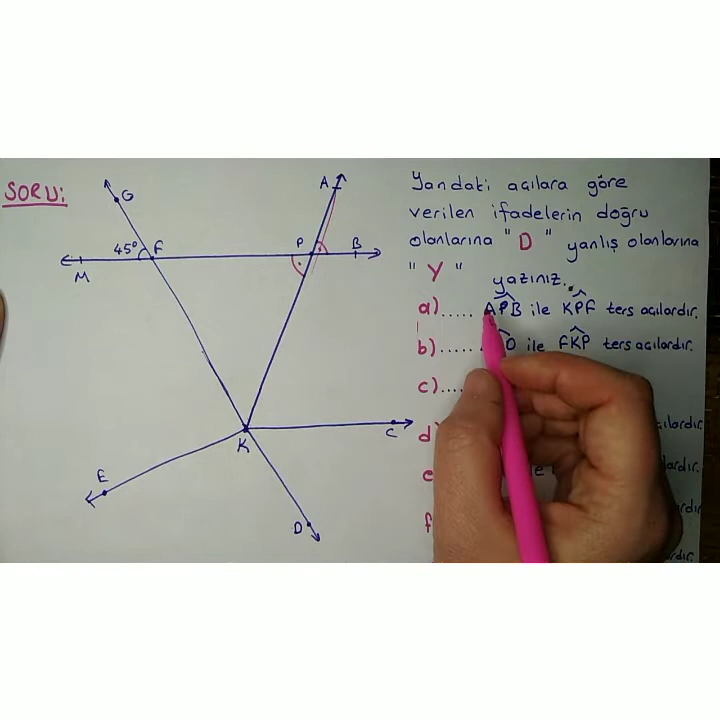 SORU:
G
A
45° F
P
B
M
K
C
E
D
Yandaki açılara göre
verilen ifadelerin doğru
olanlarına "D" yanlış olanlarına
"Y" yazınız.
a)..... APB ile KPF ters açılardır.
b)..... ile FKP ters açılardır.
c)....
d)
e
f